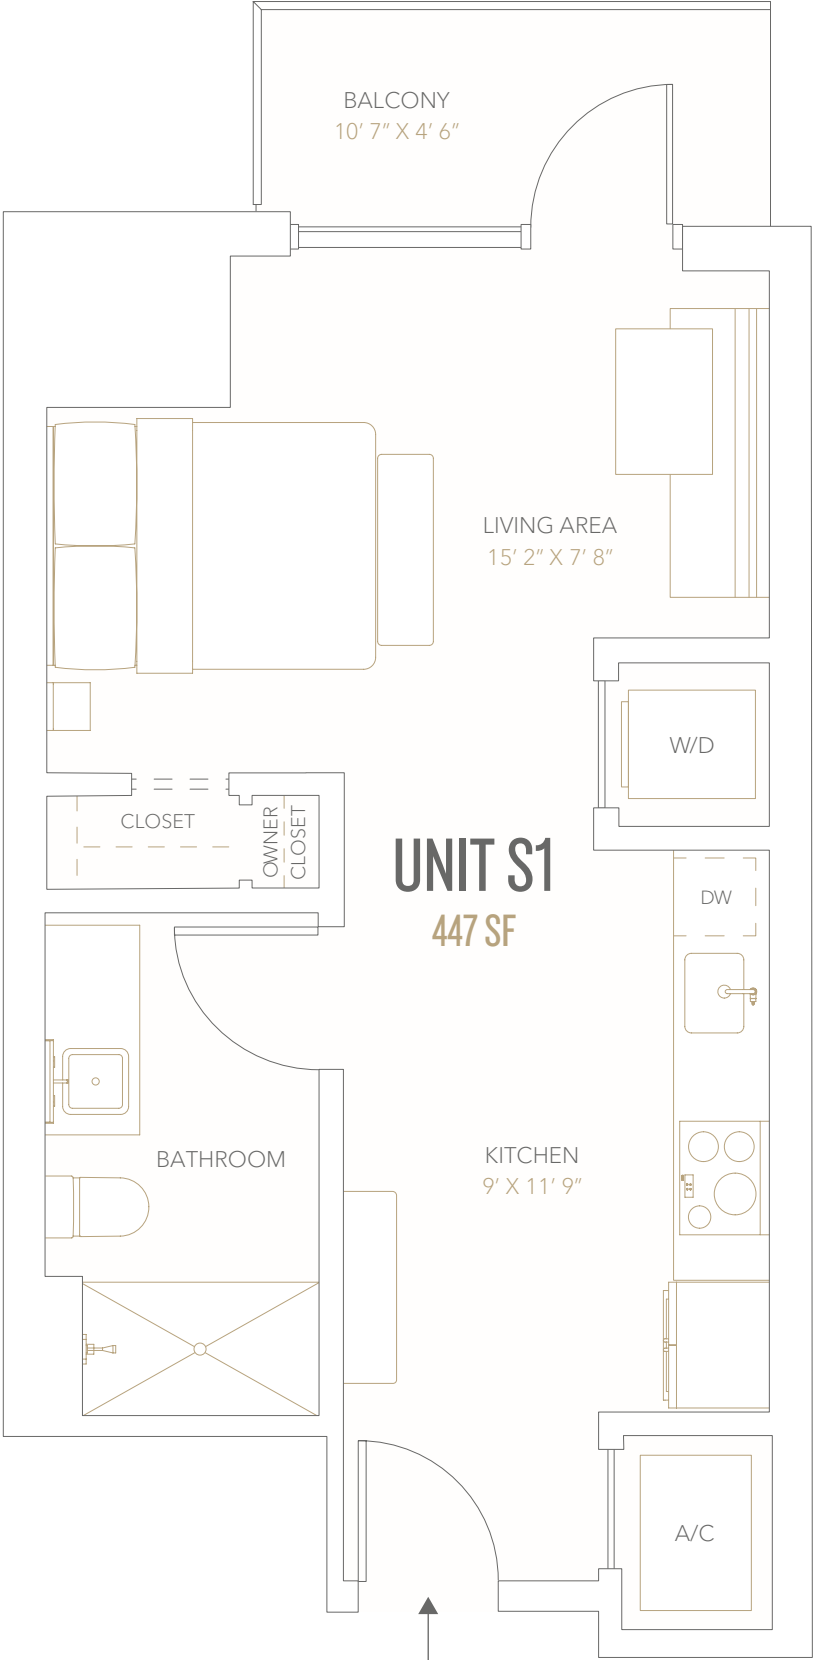 BALCONY
10’ 7” X 4’ 6”
LIVING AREA
15’ 2” X 7’ 8”
W/D
CLOSET
OWNER
CLOSET
UNIT S1
447 SF
DW
BATHROOM
KITCHEN
9’ X 11’ 9”
A/C